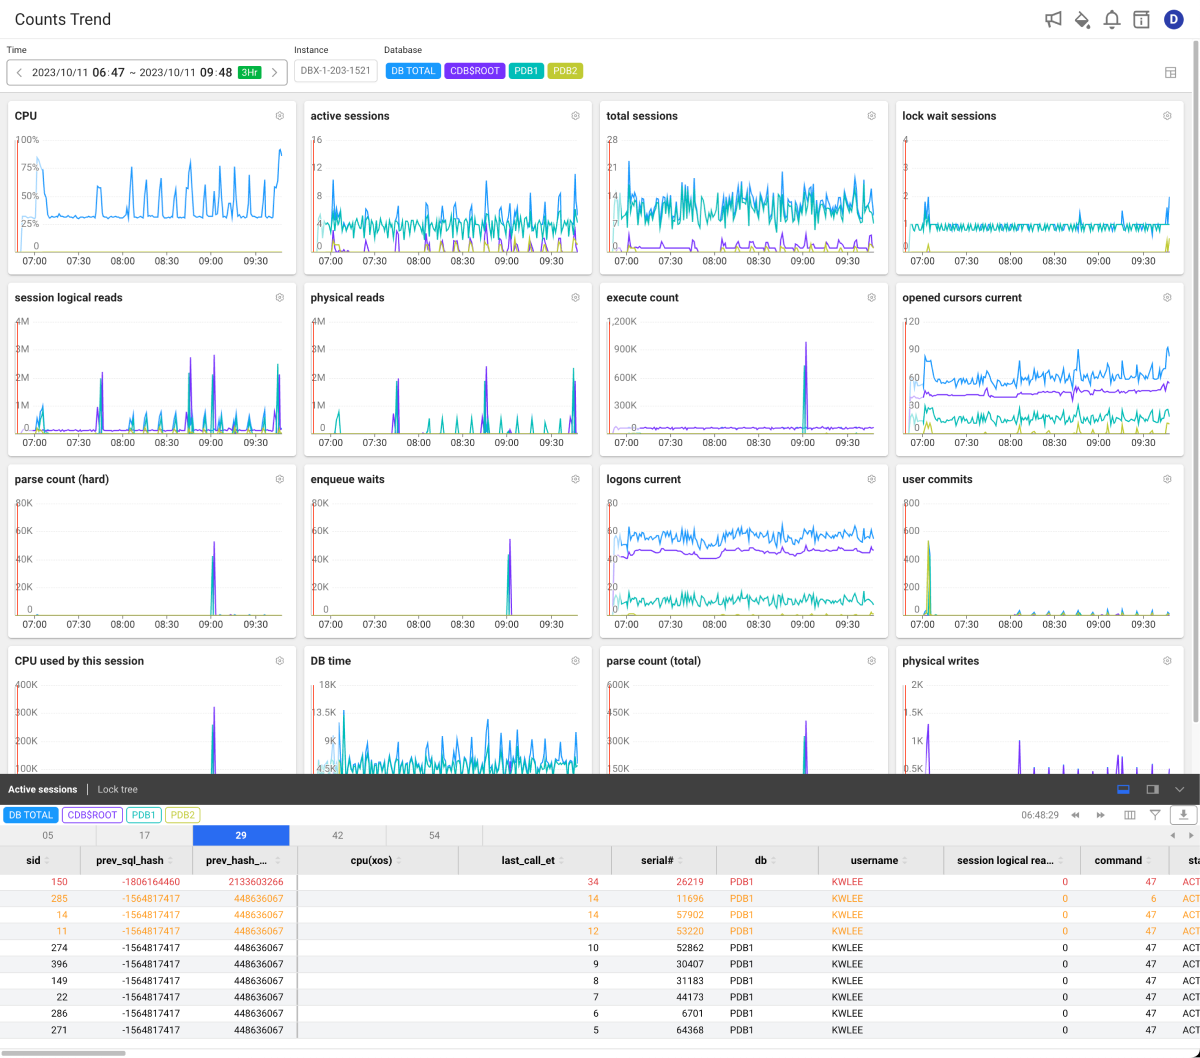 Counts Trend
D
Time Instance Database
2023/10/11 06:47 ~ 2023/10/11 09:48 3Hr DBX-1-203-1521 DB TOTAL CDB$ROOT PDB1 PDB2
CPU
100%
75%
50%
25%
0
07:00 07:30 08:00 08:30 09:00 09:30
active sessions
16
12
8
4
0
07:00 07:30 08:00 08:30 09:00 09:30
total sessions
28
21
14
7
0
07:00 07:30 08:00 08:30 09:00 09:30
lock wait sessions
4
3
2
1
0
07:00 07:30 08:00 08:30 09:00 09:30
session logical reads
4M
3M
2M
1M
0
07:00 07:30 08:00 08:30 09:00 09:30
physical reads
4M
3M
2M
1M
0
07:00 07:30 08:00 08:30 09:00 09:30
execute count
1,200K
900K
600K
300K
0
07:00 07:30 08:00 08:30 09:00 09:30
opened cursors current
120
90
60
30
0
07:00 07:30 08:00 08:30 09:00 09:30
parse count (hard)
80K
60K
40K
20K
0
07:00 07:30 08:00 08:30 09:00 09:30
enqueue waits
80K
60K
40K
20K
0
07:00 07:30 08:00 08:30 09:00 09:30
logons current
80
60
40
20
0
07:00 07:30 08:00 08:30 09:00 09:30
user commits
800
600
400
200
0
07:00 07:30 08:00 08:30 09:00 09:30
CPU used by this session
400K
300K
200K
100K
DB time
18K
13.5K
9K
4.5K
parse count (total)
600K
450K
300K
150K
physical writes
2K
1.5K
1K
0.5K
Active sessions | Lock tree
DB TOTAL CDB$ROOT PDB1 PDB2 06:48:29
05 17 29 42 54
sid prev_sql_hash prev_hash_... cpu(xos) last_call_et serial# db username session logical rea... command sta
150 -1806164460 2133603266 34 26219 PDB1 KWLEE 0 47 ACT
285 -1564817417 448636067 14 11696 PDB1 KWLEE 0 6 ACT
14 -1564817417 448636067 14 57902 PDB1 KWLEE 0 47 ACT
11 -1564817417 448636067 12 53220 PDB1 KWLEE 0 47 ACT
274 -1564817417 448636067 10 52862 PDB1 KWLEE 0 47 ACT
396 -1564817417 448636067 9 30407 PDB1 KWLEE 0 47 ACT
149 -1564817417 448636067 8 31183 PDB1 KWLEE 0 47 ACT
22 -1564817417 448636067 7 44173 PDB1 KWLEE 0 47 ACT
286 -1564817417 448636067 6 6701 PDB1 KWLEE 0 47 ACT
271 -1564817417 448636067 5 64368 PDB1 KWLEE 0 47 ACT